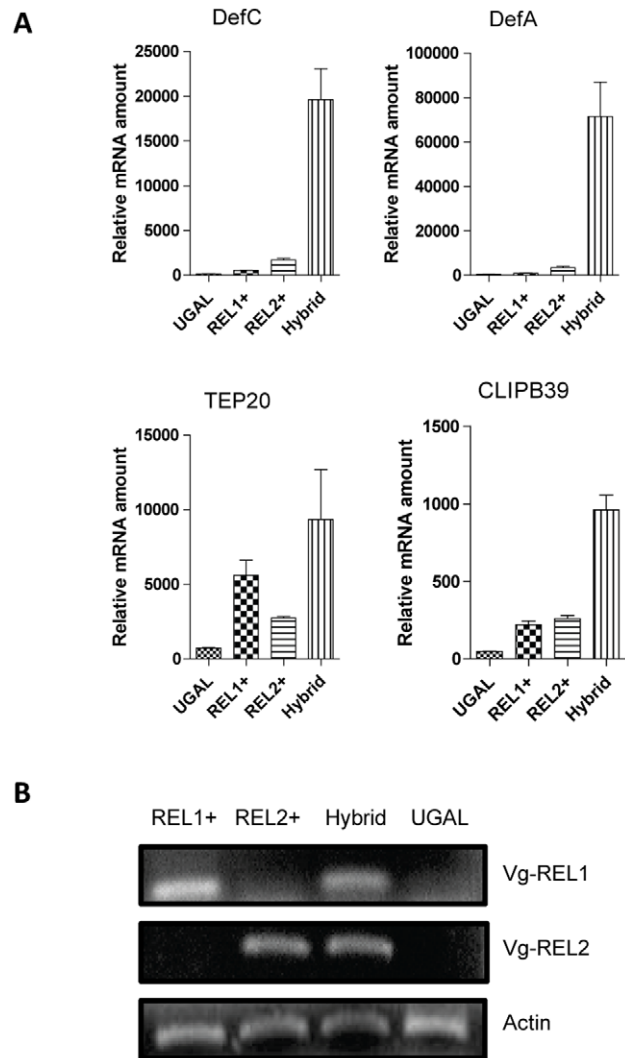 A
DefC
Relative mRNA amount
25000
20000
15000
10000
5000
0
UGAL
REL1+
REL2+
Hybrid
DefA
Relative mRNA amount
100000
80000
60000
40000
20000
0
UGAL
REL1+
REL2+
Hybrid
TEP20
Relative mRNA amount
15000
10000
5000
0
UGAL
REL1+
REL2+
Hybrid
CLIPB39
Relative mRNA amount
1500
1000
500
0
UGAL
REL1+
REL2+
Hybrid
B
REL1+ REL2+ Hybrid UGAL
Vg-REL1
Vg-REL2
Actin